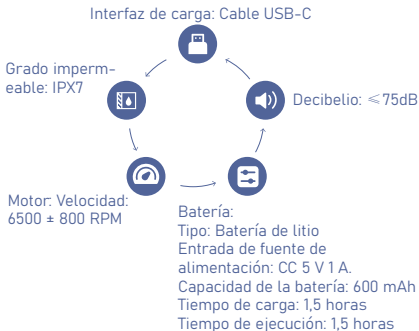 Interfaz de carga: Cable USB-C
Grado imperm-
eable: IPX7
Decibelio: ≤75dB
Motor: Velocidad:
6500 ± 800 RPM
Batería:
Tipo: Batería de litio
Entrada de fuente de
alimentación: CC 5 V 1 A.
Capacidad de la batería: 600 mAh
Tiempo de carga: 1,5 horas
Tiempo de ejecución: 1,5 horas